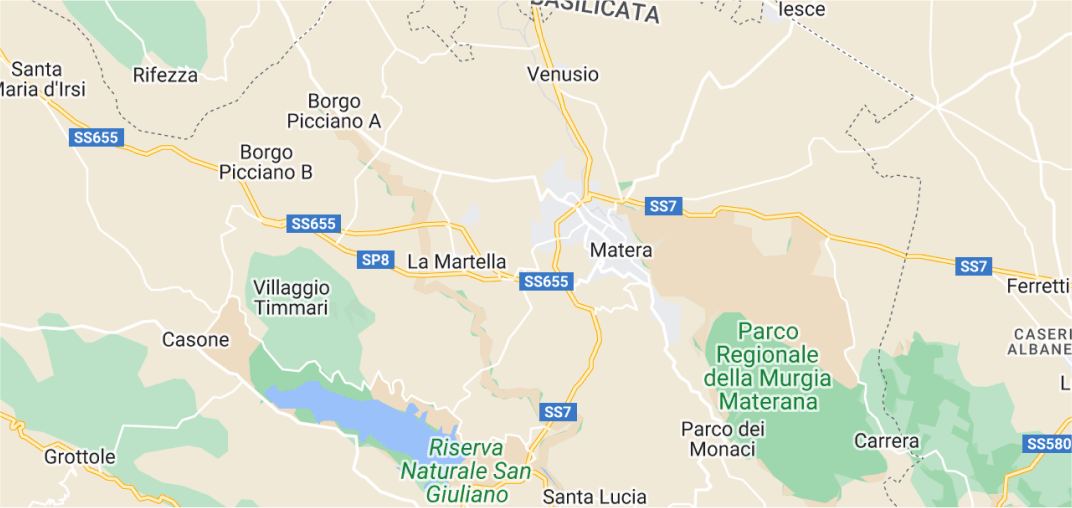 BASILICATA
Iesce
Santa
Maria d'Irsi
Rifezza
Venusio
Borgo
Picciano A
SS655
Borgo
Picciano B
SS7
SS655
SP8
La Martella
Matera
SS655
SS7
Villaggio
Timmari
Ferretti
Casone
Parco
Regionale
della Murgia
Materana
CASERI
ALBANE
L
SS7
Parco dei
Monaci
Carrera
SS580
Grottole
Riserva
Naturale San
Giuliano
Santa Lucia